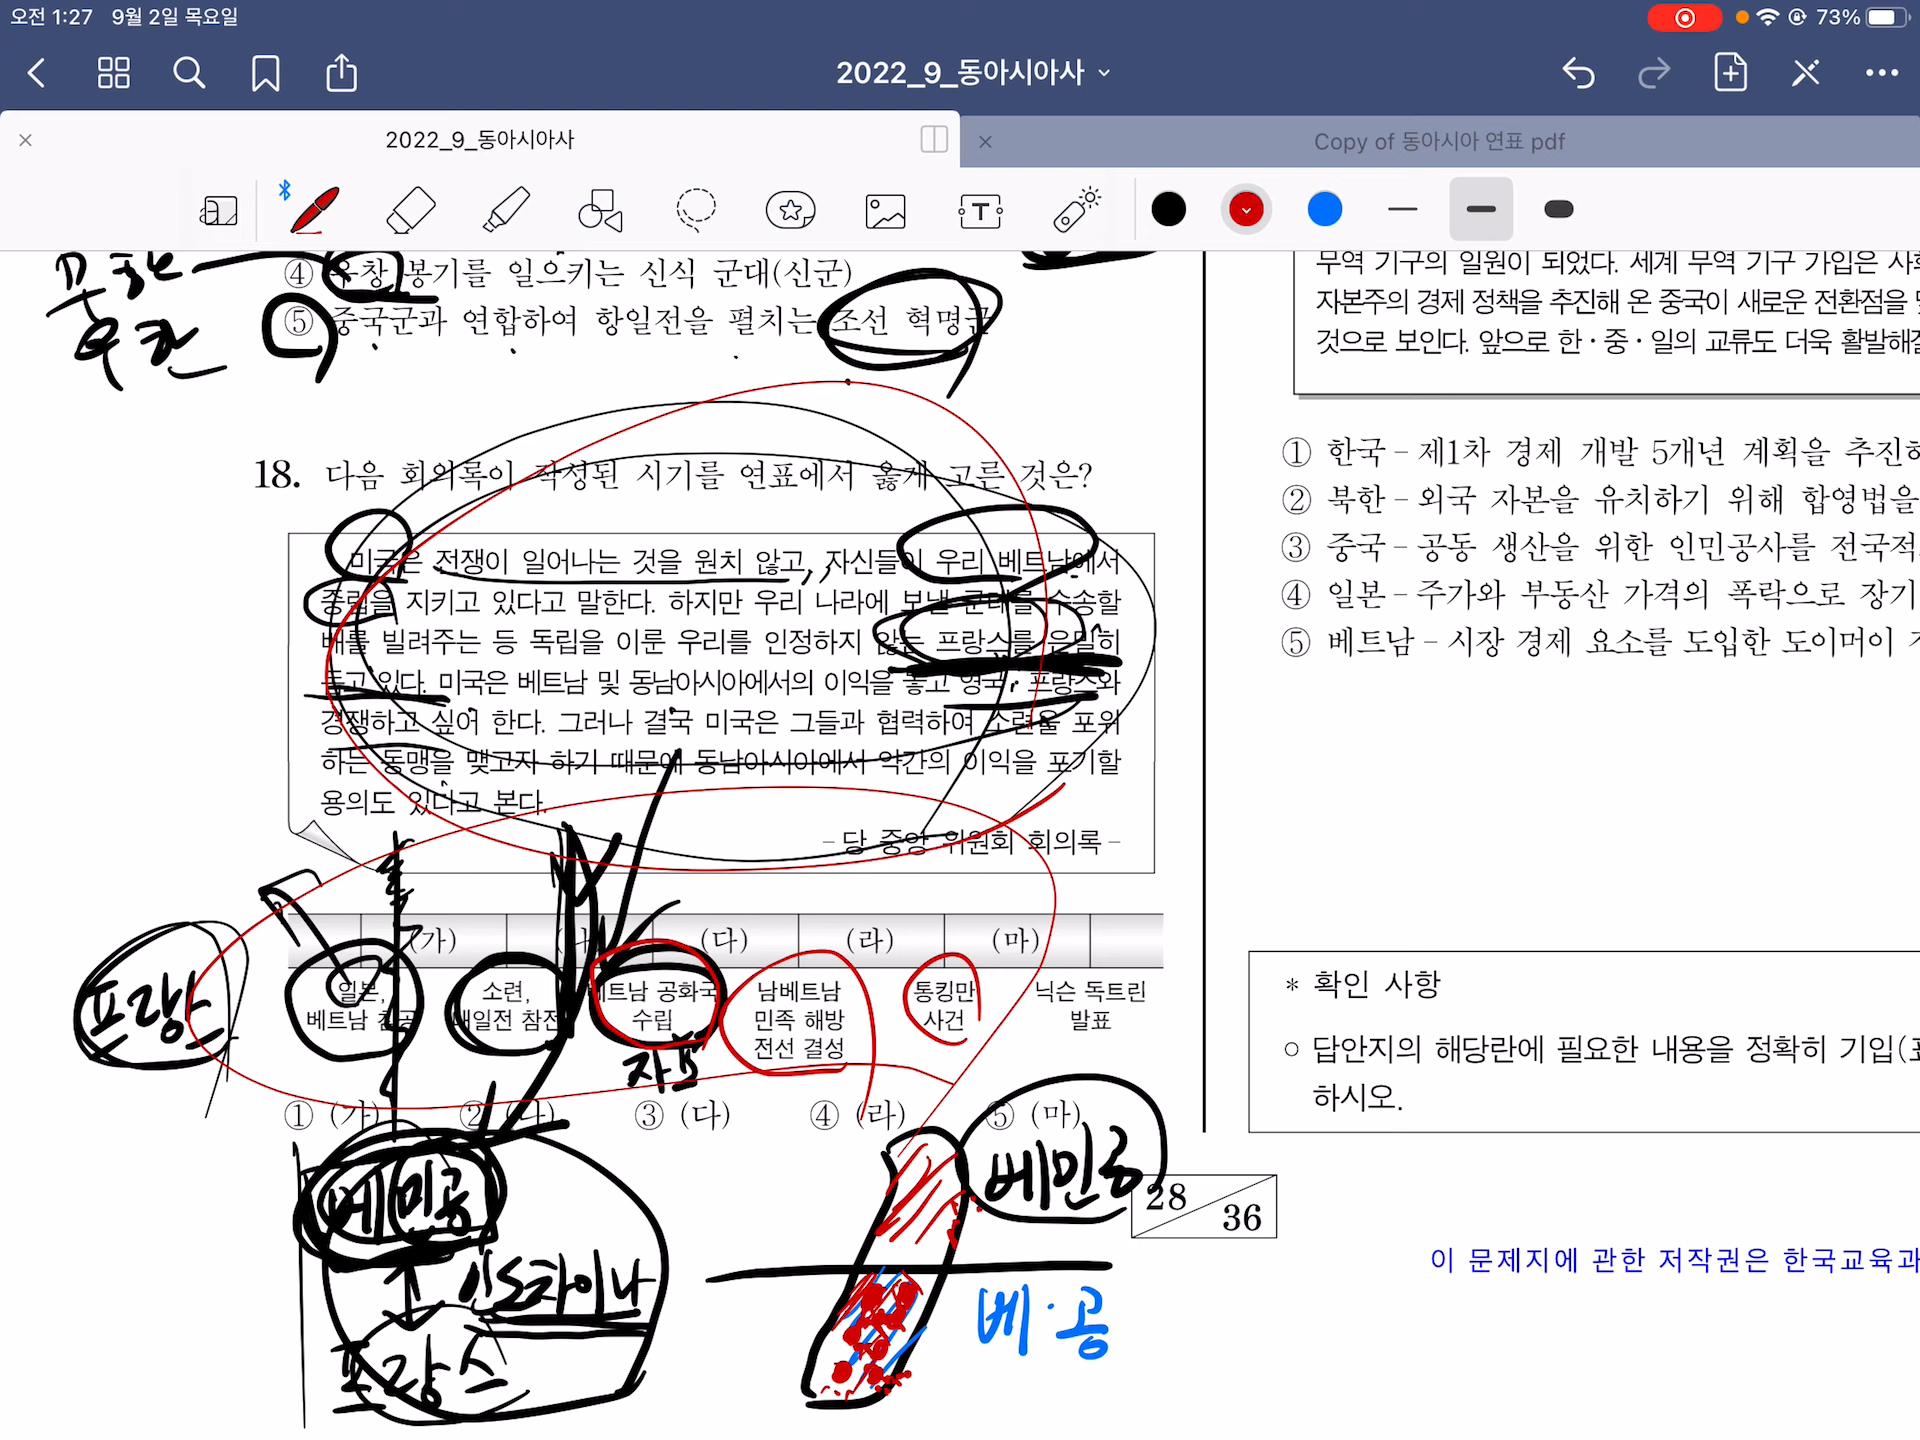 오전 1:27 9월 2일 목요일
73%
2022_9_동아시아사
2022_9_동아시아사
Copy of 동아시아 연표 pdf
④ 우창 봉기를 일으키는 신식 군대(신군)
⑤ 중국군과 연합하여 항일전을 펼치는 조선 혁명군
우한
18. 다음 회의록이 작성된 시기를 연표에서 옳게 고른 것은?
미국은 전쟁이 일어나는 것을 원치 않고, 자신들이 우리 베트남에서
중립을 지키고 있다고 말한다. 하지만 우리 나라에 보낼 군대를 수송할
배를 빌려주는 등 독립을 이룬 우리를 인정하지 않는 프랑스를 은밀히
돕고 있다. 미국은 베트남 및 동남아시아에서의 이익을 놓고 영국, 프랑스와
경쟁하고 싶어 한다. 그러나 결국 미국은 그들과 협력하여 소련을 포위
하는 동맹을 맺고자 하기 때문에 동남아시아에서 약간의 이익을 포기할
용의도 있다고 본다.
- 당 중앙 위원회 회의록 -
(가) (나) (다) (라) (마)
일본, 베트남 침공
소련, 대일전 참전
베트남 공화국 수립
남베트남 민족 해방 전선 결성
통킹만 사건
닉슨 독트린 발표
프랑스
자본
① (가) ② (나) ③ (다) ④ (라) ⑤ (마)
베민공
인도차이나
프랑스
베민공
베·공
28
36
무역 기구의 일원이 되었다. 세계 무역 기구 가입은 사회
자본주의 경제 정책을 추진해 온 중국이 새로운 전환점을
것으로 보인다. 앞으로 한·중·일의 교류도 더욱 활발해질
① 한국 - 제1차 경제 개발 5개년 계획을 추진하
② 북한 - 외국 자본을 유치하기 위해 합영법을
③ 중국 - 공동 생산을 위한 인민공사를 전국적
④ 일본 - 주가와 부동산 가격의 폭락으로 장기
⑤ 베트남 - 시장 경제 요소를 도입한 도이머이
* 확인 사항
○ 답안지의 해당란에 필요한 내용을 정확히 기입(표
하시오.
이 문제지에 관한 저작권은 한국교육과